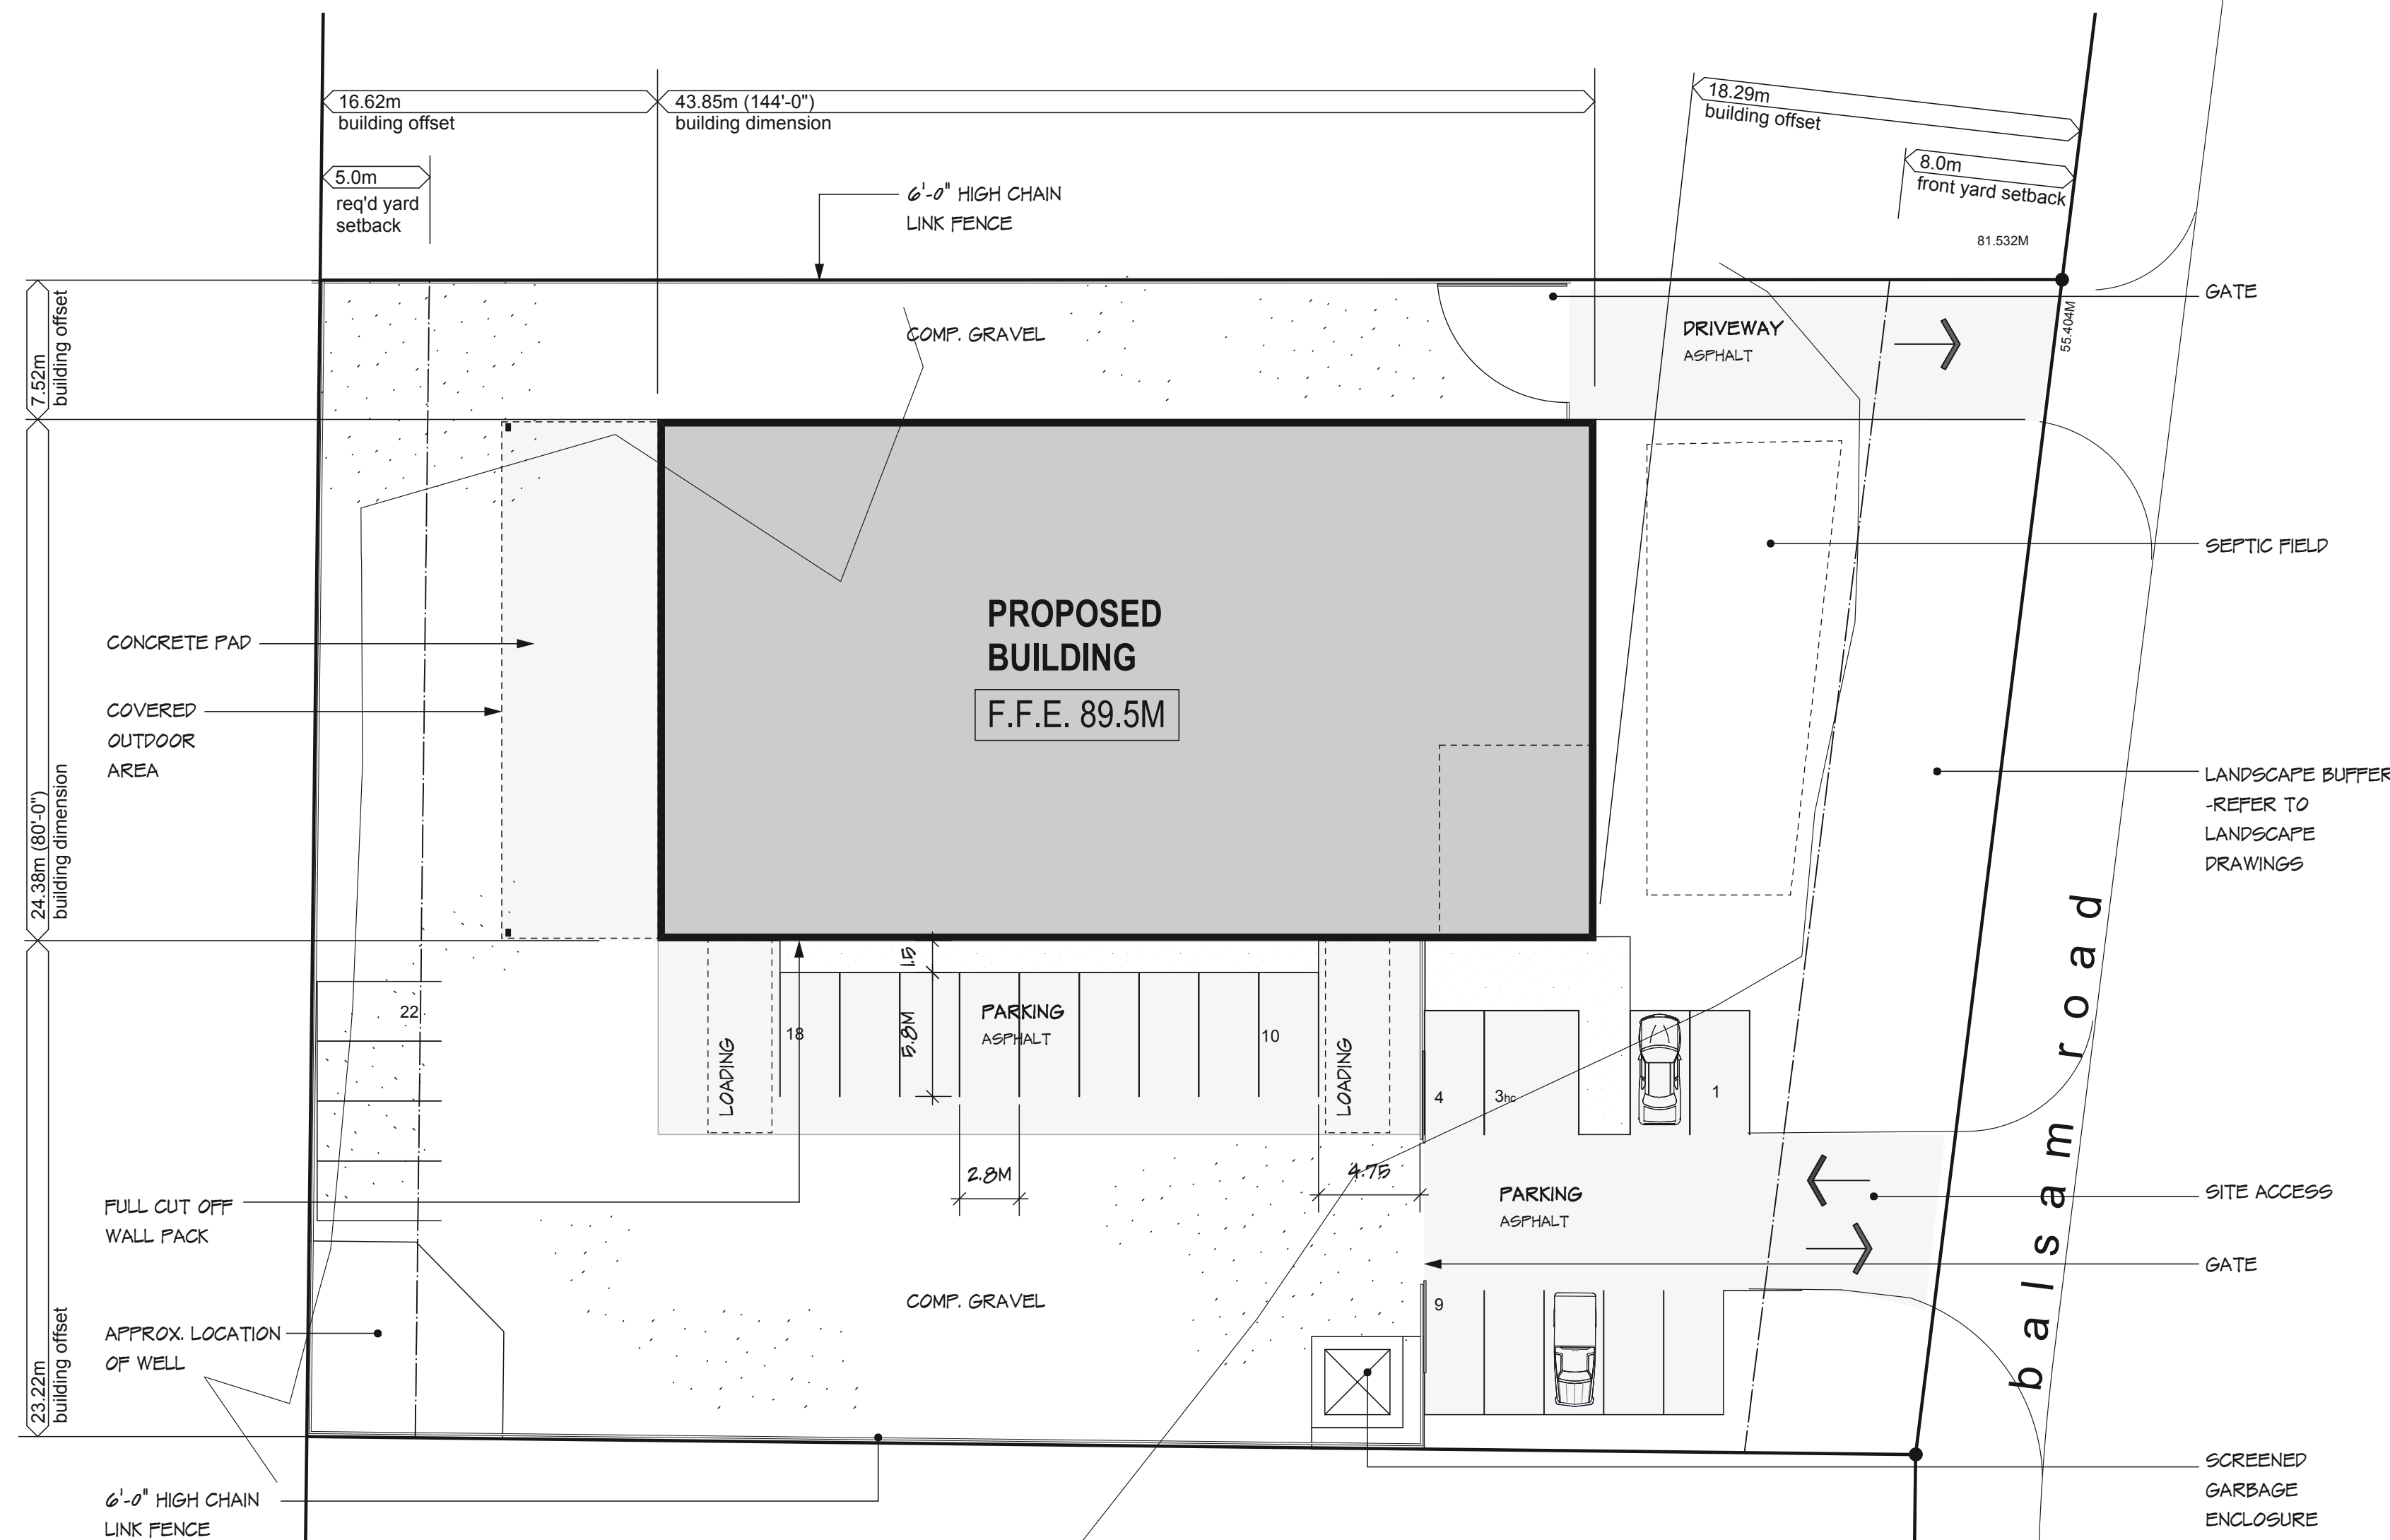 16.62m
building offset
43.85m (144'-0")
building dimension
18.29m
building offset
5.0m
req'd yard
setback
8.0m
front yard setback
6'-0" HIGH CHAIN
LINK FENCE
81.532M
55.404M
GATE
7.52m
building offset
COMP. GRAVEL
DRIVEWAY
ASPHALT
SEPTIC FIELD
PROPOSED
BUILDING
F.F.E. 89.5M
CONCRETE PAD
COVERED
OUTDOOR
AREA
24.38m (80'-0")
building dimension
LANDSCAPE BUFFER
-REFER TO
LANDSCAPE
DRAWINGS
balsam road
22
LOADING
18
1.5
5.8M
PARKING
ASPHALT
10
LOADING
4
3hc
1
2.8M
4.75
PARKING
ASPHALT
SITE ACCESS
GATE
FULL CUT OFF
WALL PACK
COMP. GRAVEL
9
APPROX. LOCATION
OF WELL
23.22m
building offset
6'-0" HIGH CHAIN
LINK FENCE
SCREENED
GARBAGE
ENCLOSURE